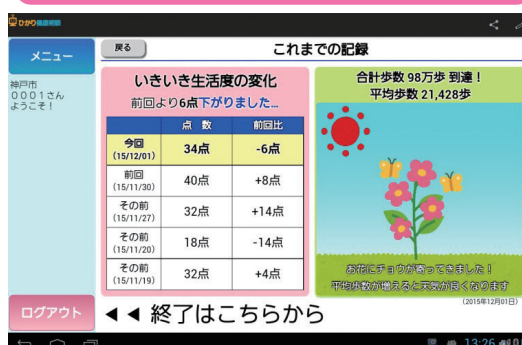 ひかり健康相談
戻る
これまでの記録
メニュー
神戸市
0001さん
ようこそ!
いきいき生活度の変化
前回より6点下がりました…
点 数 前回比
今回 34点 -6点
(15/12/01)
前回 40点 +8点
(15/11/30)
その前 32点 +14点
(15/11/27)
その前 18点 -14点
(15/11/20)
その前 32点 +4点
(15/11/19)
合計歩数 98万歩 到達!
平均歩数 21,428歩
お花にチョウが寄ってきました!
平均歩数が増えると天気が良くなります
(2015年12月01日)
ログアウト
◄◄ 終了はこちらから
13:26